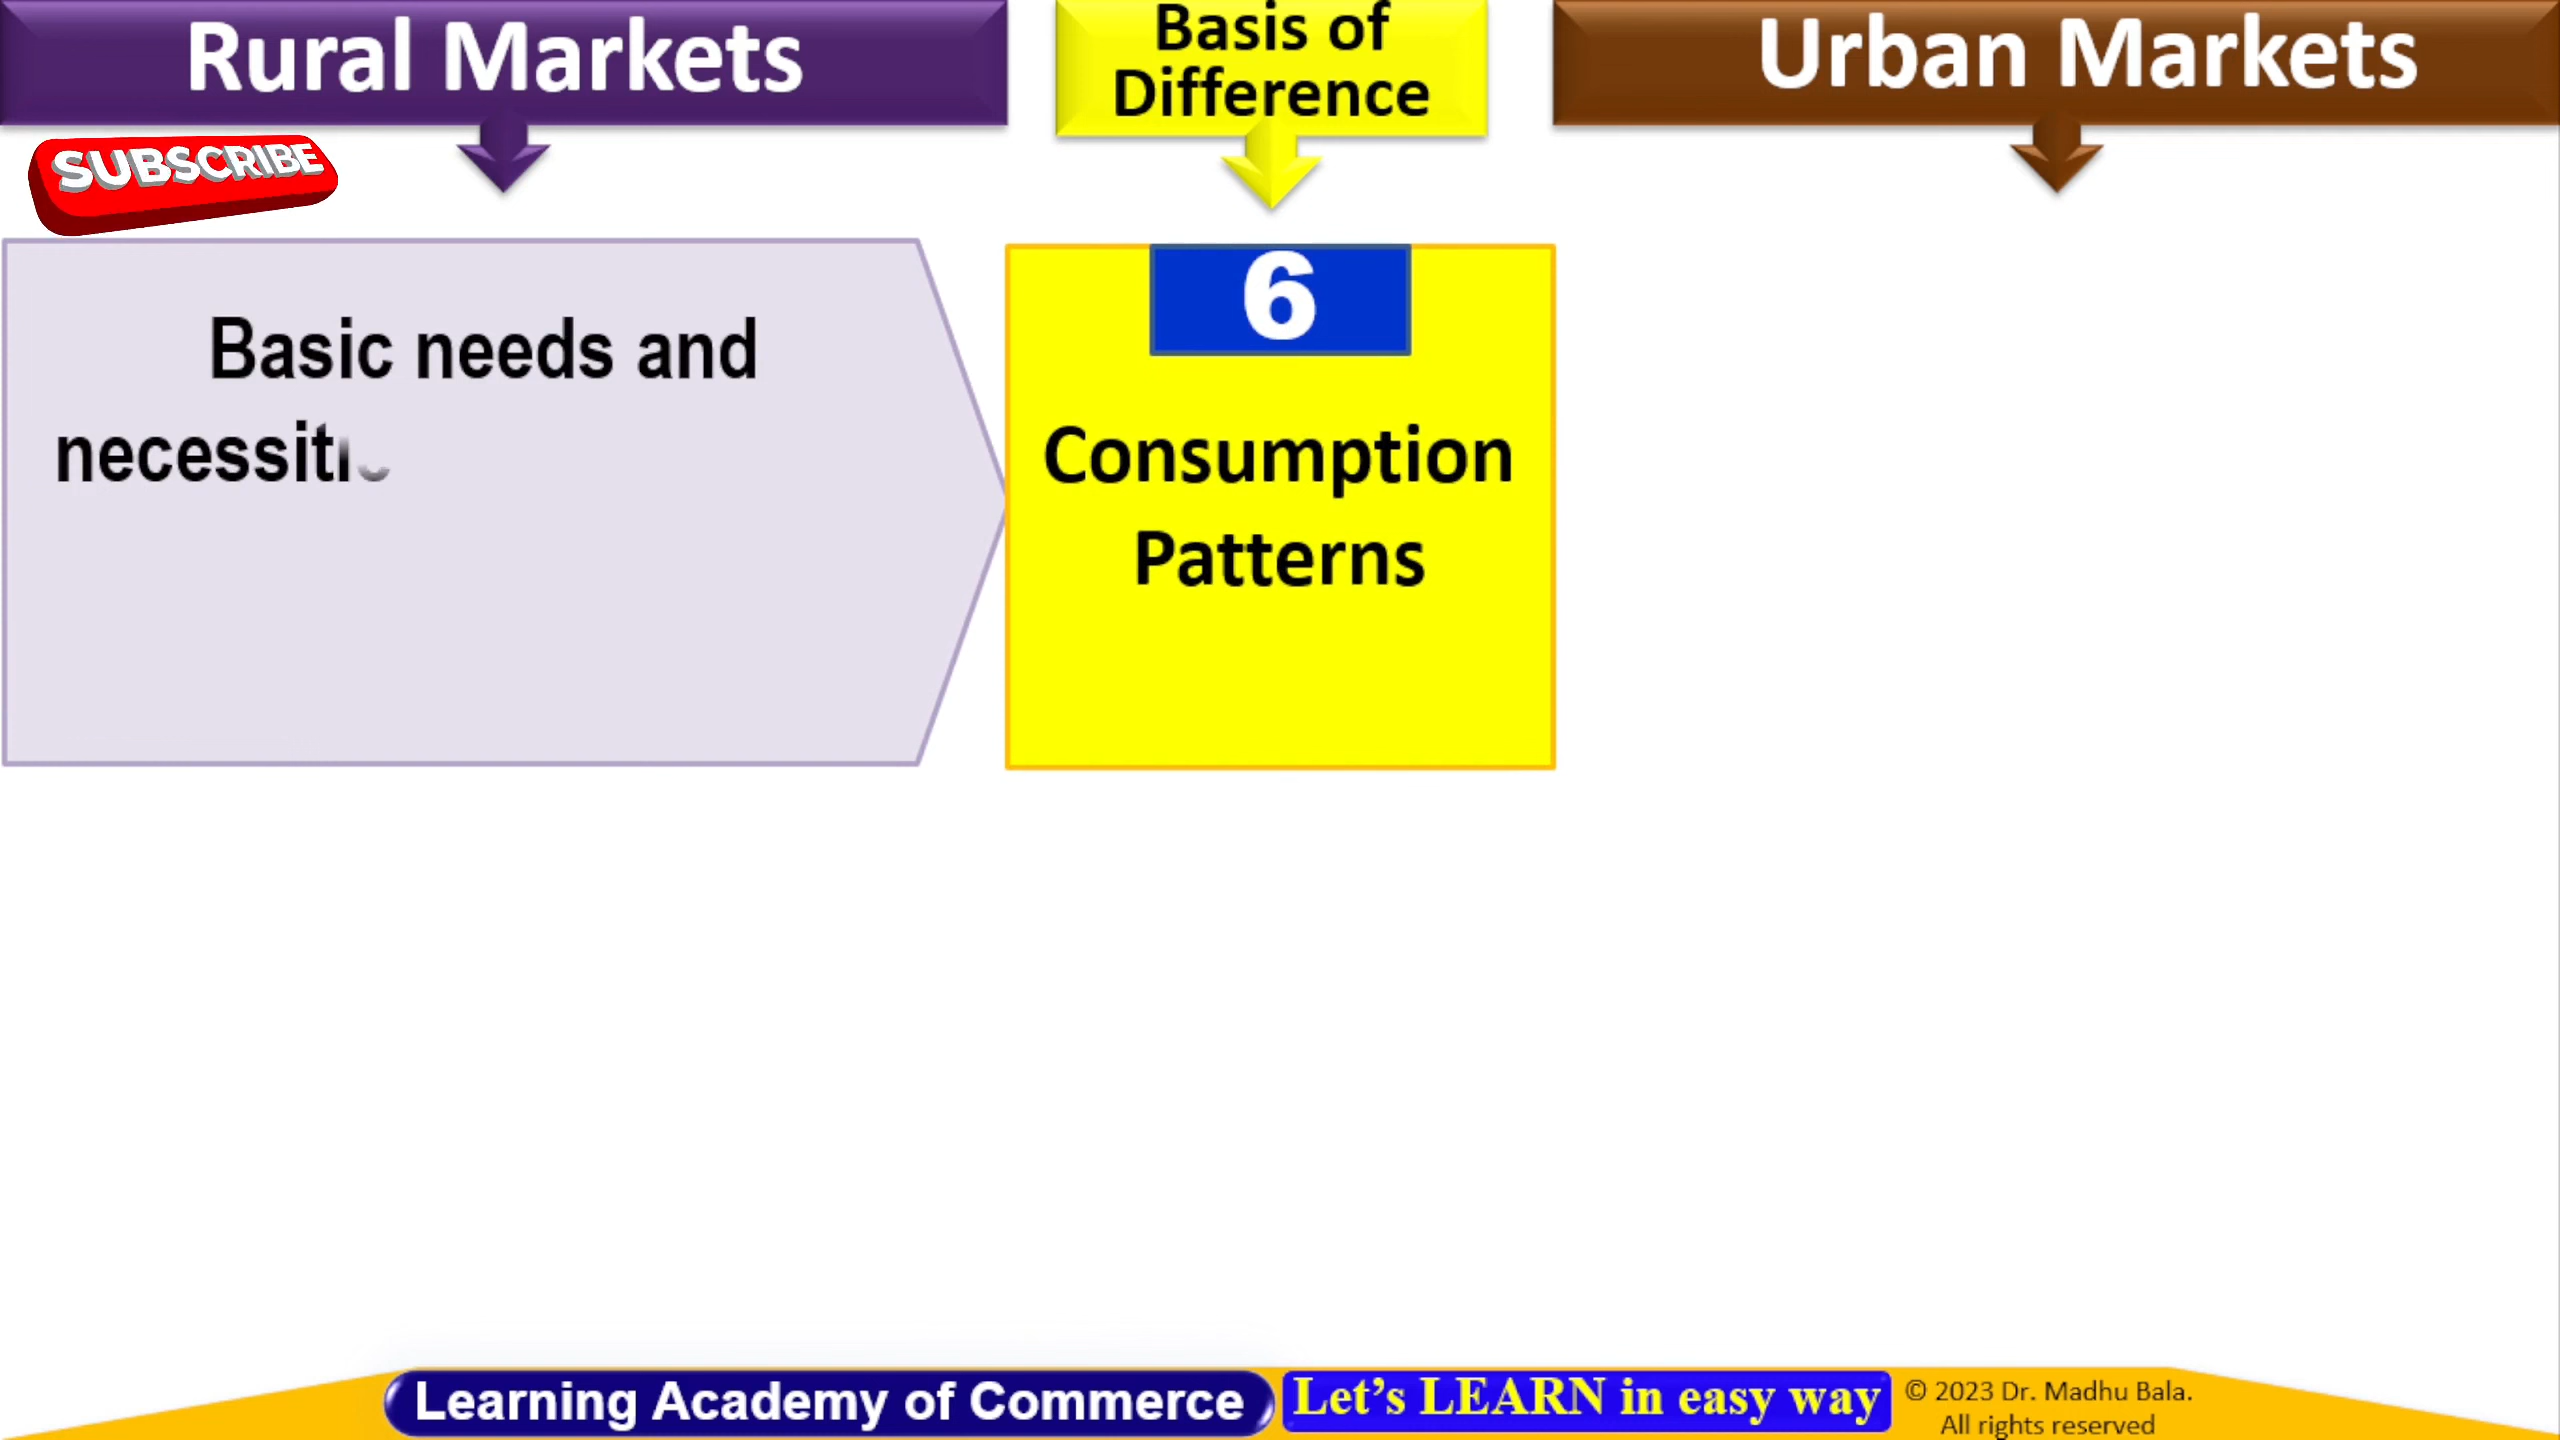 Rural Markets
Basis of
Difference
Urban Markets
SUBSCRIBE
Basic needs and
6
Consumption
Patterns
Learning Academy of Commerce
Let’s LEARN in easy way
© 2023 Dr. Madhu Bala.
All rights reserved